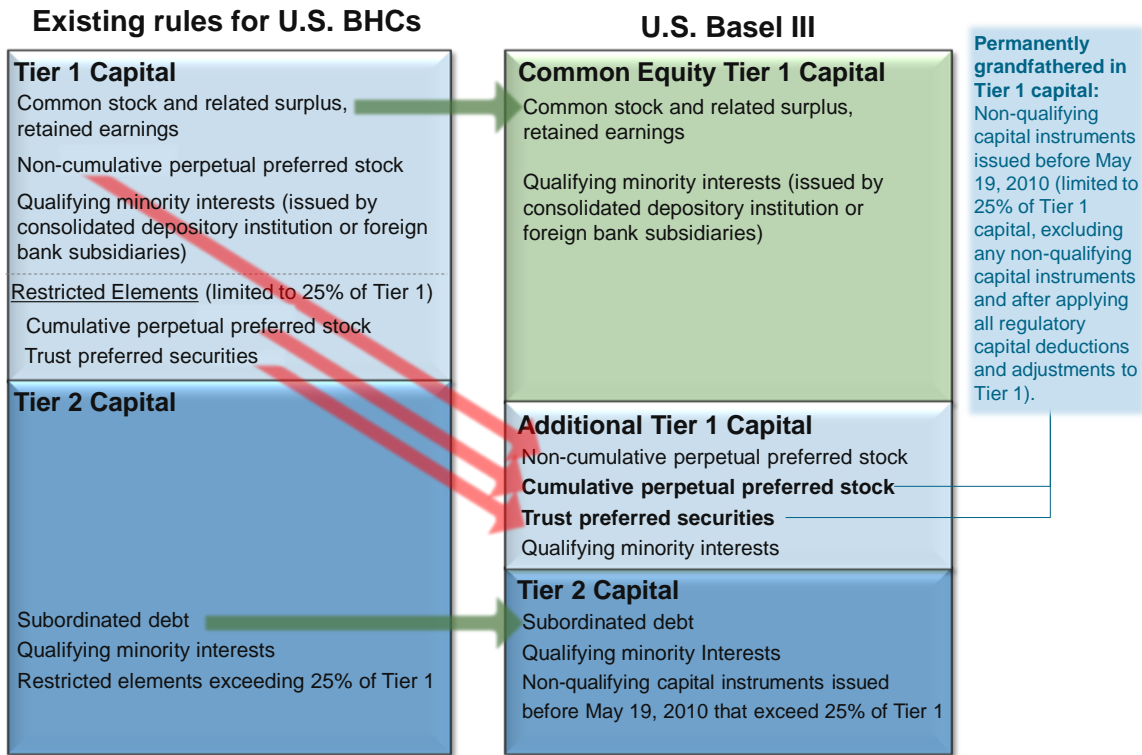 Existing rules for U.S. BHCs
Tier 1 Capital
Common stock and related surplus,
retained earnings
Non-cumulative perpetual preferred stock
Qualifying minority interests (issued by
consolidated depository institution or foreign
bank subsidiaries)
Restricted Elements (limited to 25% of Tier 1)
Cumulative perpetual preferred stock
Trust preferred securities
Tier 2 Capital
Subordinated debt
Qualifying minority interests
Restricted elements exceeding 25% of Tier 1
U.S. Basel III
Common Equity Tier 1 Capital
Common stock and related surplus,
retained earnings
Qualifying minority interests (issued by
consolidated depository institution or
foreign bank subsidiaries)
Additional Tier 1 Capital
Non-cumulative perpetual preferred stock
Cumulative perpetual preferred stock
Trust preferred securities
Qualifying minority interests
Tier 2 Capital
Subordinated debt
Qualifying minority Interests
Non-qualifying capital instruments issued
before May 19, 2010 that exceed 25% of Tier 1
Permanently
grandfathered in
Tier 1 capital:
Non-qualifying
capital instruments
issued before May
19, 2010 (limited to
25% of Tier 1
capital, excluding
any non-qualifying
capital instruments
and after applying
all regulatory
capital deductions
and adjustments to
Tier 1).